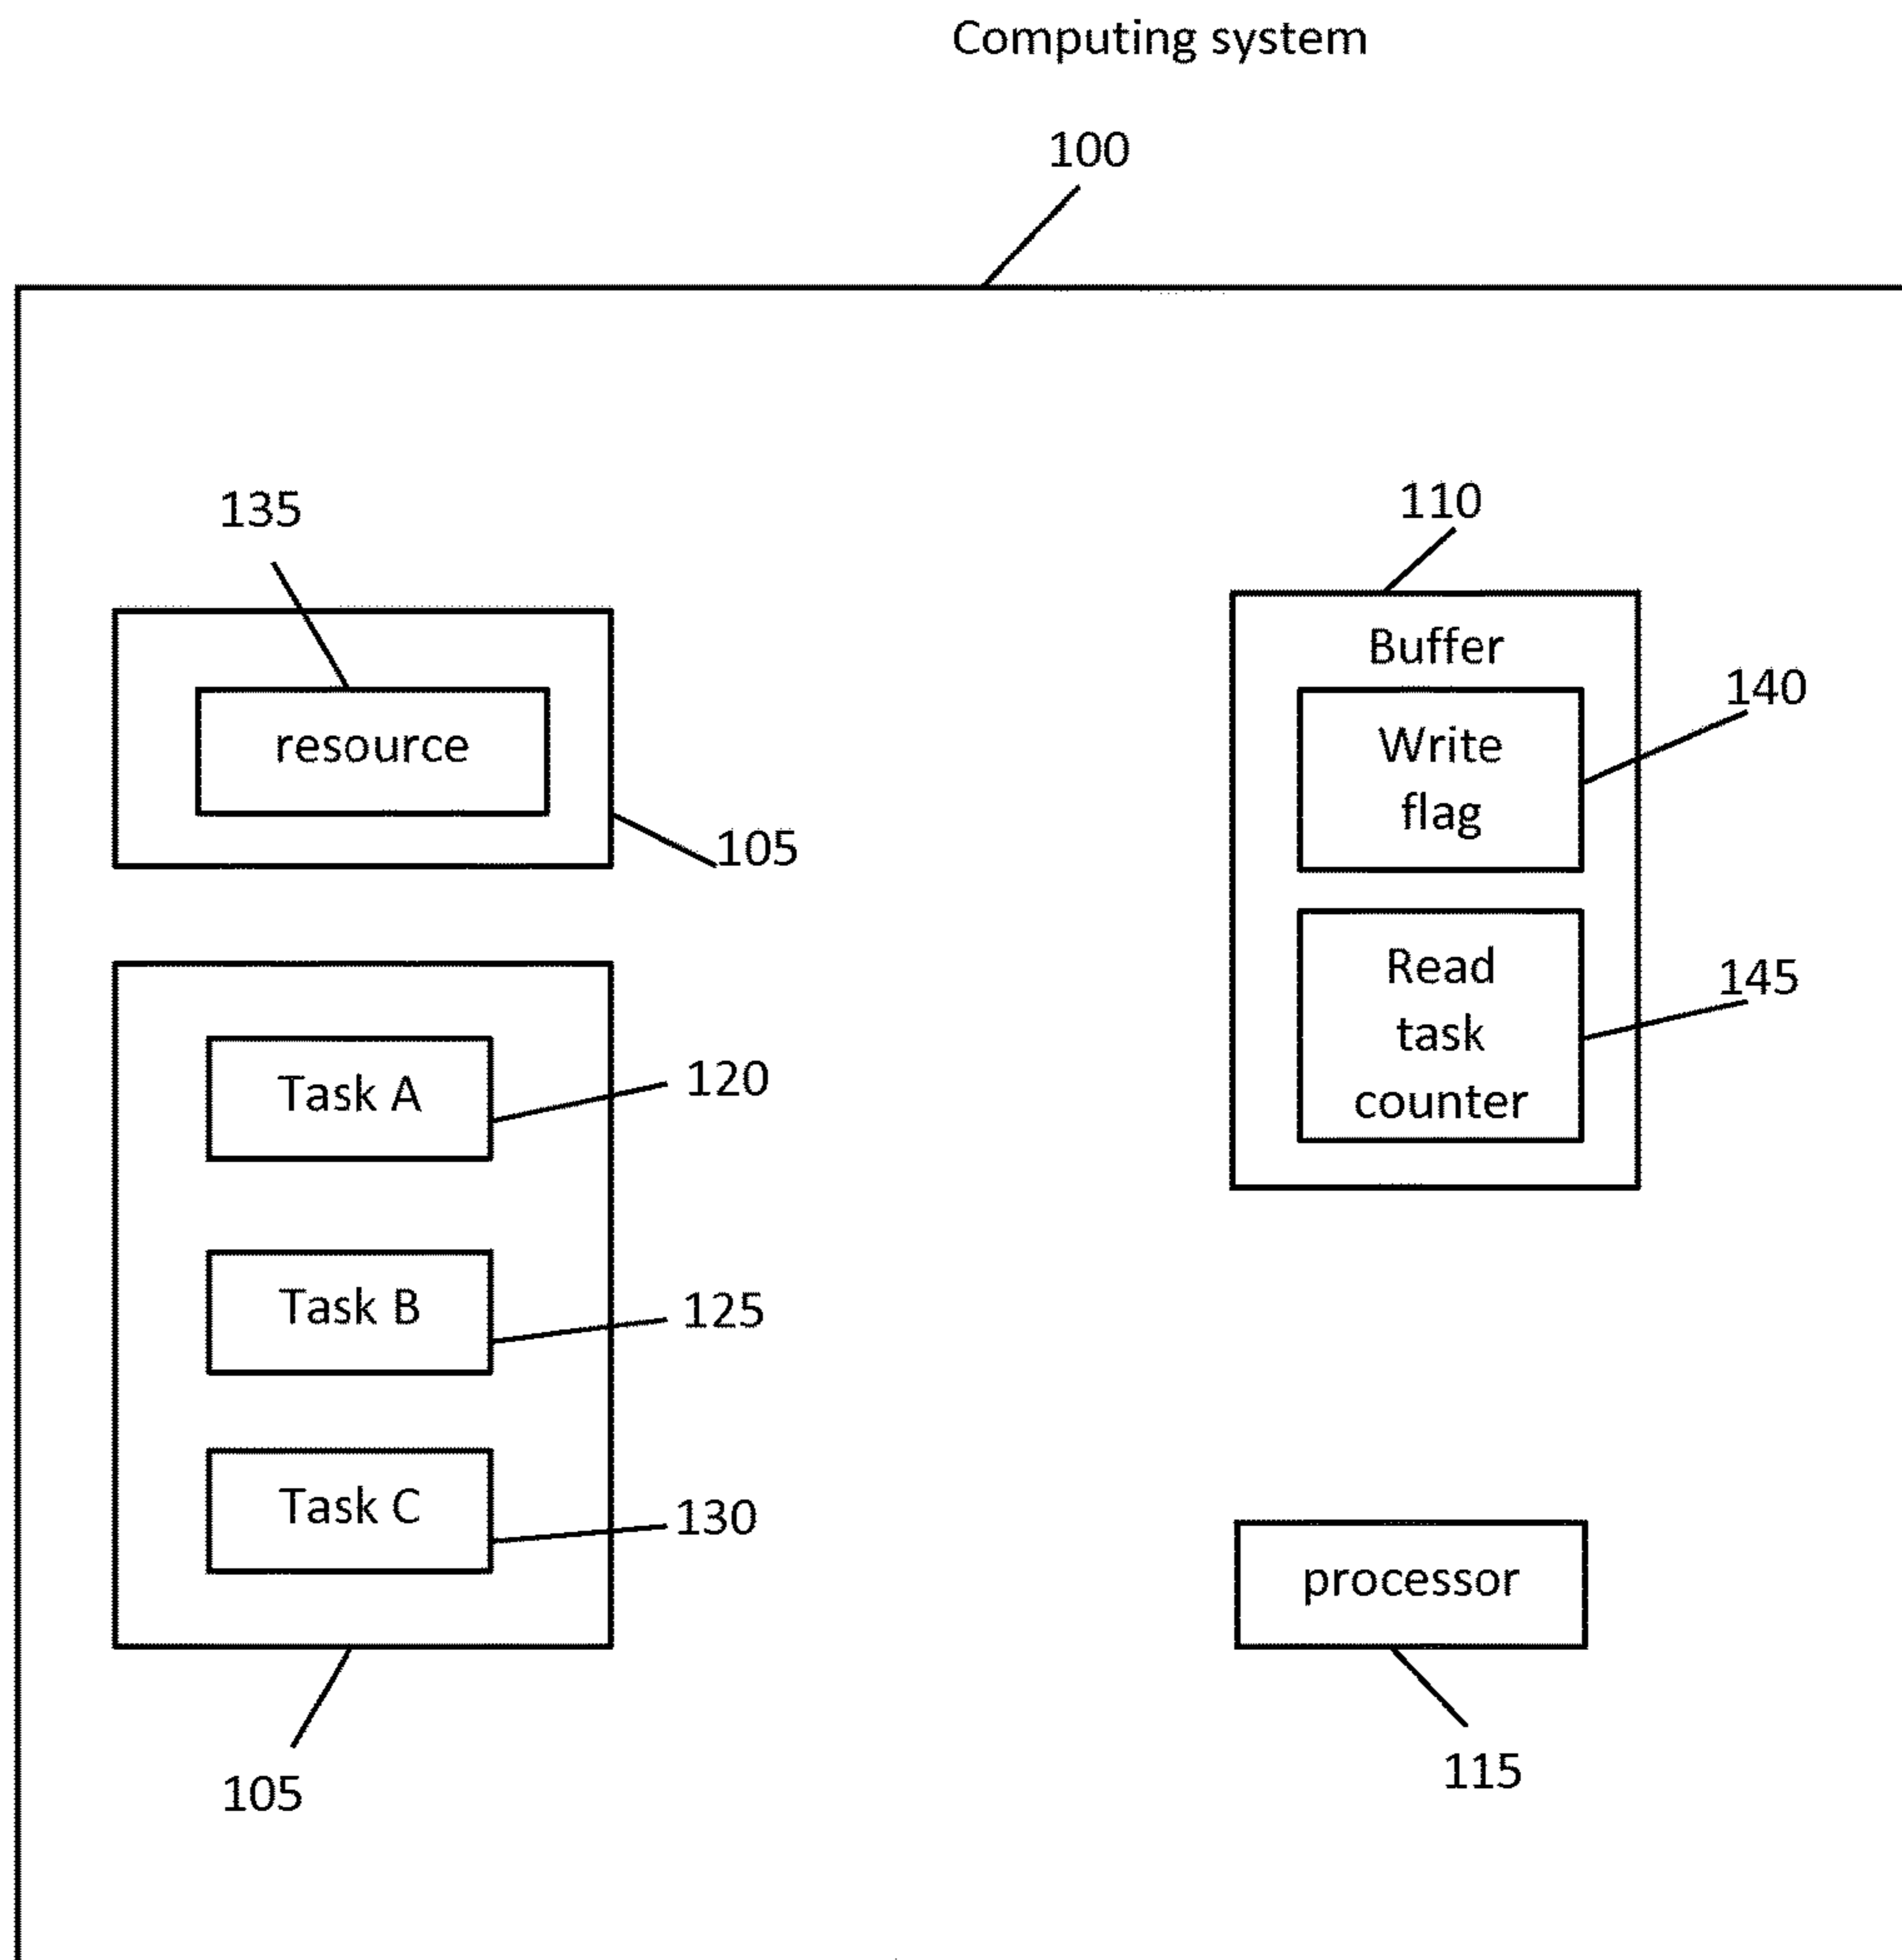 Computing system
100
135
110
Buffer
140
Write
flag
resource
105
Read
task
counter
145
Task A
120
Task B
125
Task C
130
processor
105
115